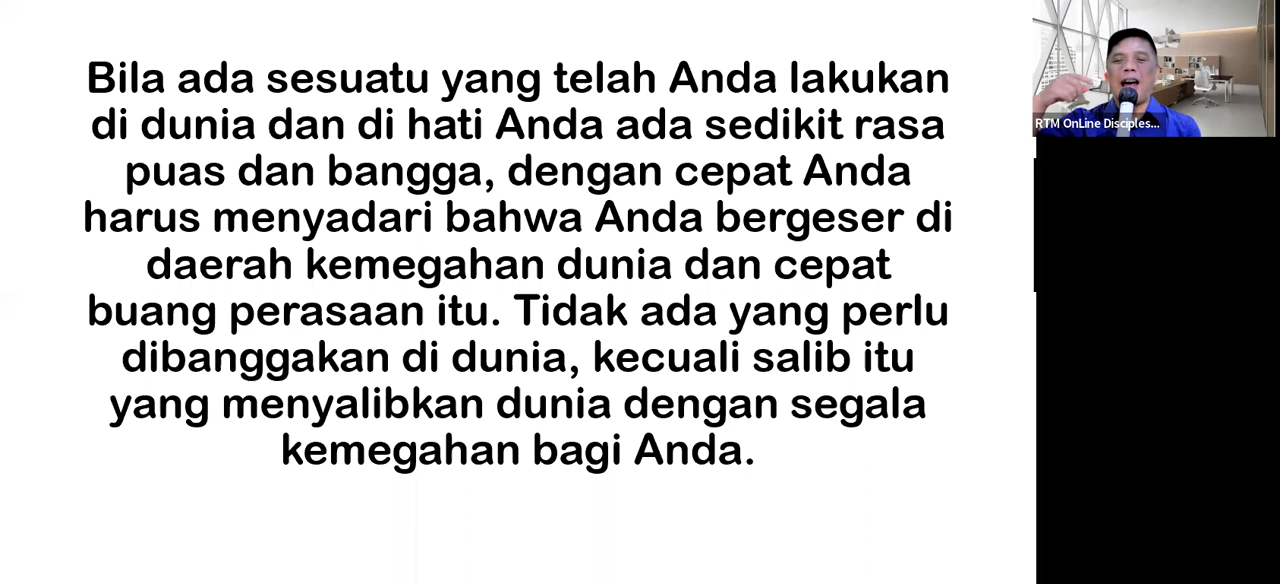 Bila ada sesuatu yang telah Anda lakukan
di dunia dan di hati Anda ada sedikit rasa
puas dan bangga, dengan cepat Anda
harus menyadari bahwa Anda bergeser di
daerah kemegahan dunia dan cepat
buang perasaan itu. Tidak ada yang perlu
dibanggakan di dunia, kecuali salib itu
yang menyalibkan dunia dengan segala
kemegahan bagi Anda.
RTM OnLine Disciples...